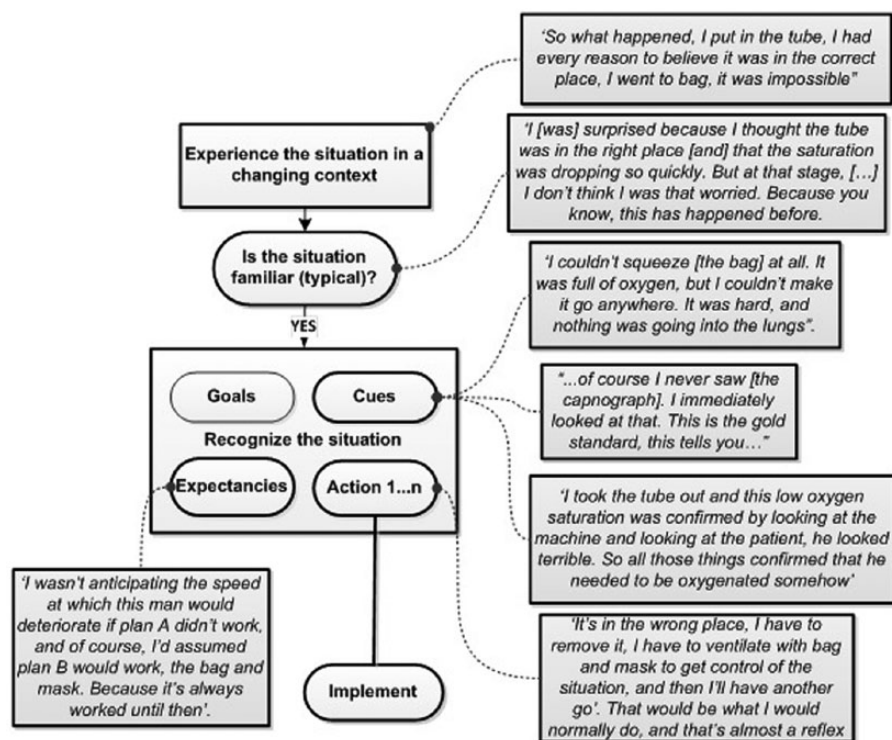 ‘So what happened, I put in the tube, I had
every reason to believe it was in the correct
place, I went to bag, it was impossible”
Experience the situation in a
changing context
‘I [was] surprised because I thought the tube
was in the right place [and] that the saturation
was dropping so quickly. But at that stage, […]
I don’t think I was that worried. Because you
know, this has happened before.
Is the situation
familiar (typical)?
YES
‘I couldn’t squeeze [the bag] at all. It
was full of oxygen, but I couldn’t make
it go anywhere. It was hard, and
nothing was going into the lungs”.
Goals
Cues
Recognize the situation
Expectancies
Action 1...n
“...of course I never saw [the
capnograph]. I immediately
looked at that. This is the gold
standard, this tells you…”
‘I took the tube out and this low oxygen
saturation was confirmed by looking at the
machine and looking at the patient, he looked
terrible. So all those things confirmed that he
needed to be oxygenated somehow’
‘I wasn’t anticipating the speed
at which this man would
deteriorate if plan A didn’t work,
and of course, I’d assumed
plan B would work, the bag and
mask. Because it’s always
worked until then’.
Implement
‘It’s in the wrong place, I have to
remove it, I have to ventilate with bag
and mask to get control of the
situation, and then I’ll have another
go’. That would be what I would
normally do, and that’s almost a reflex